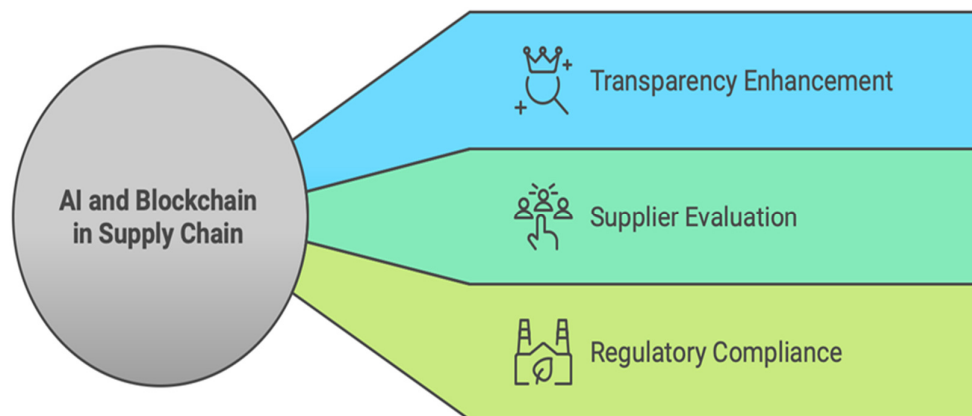 AI and Blockchain
in Supply Chain
Transparency Enhancement
Supplier Evaluation
Regulatory Compliance